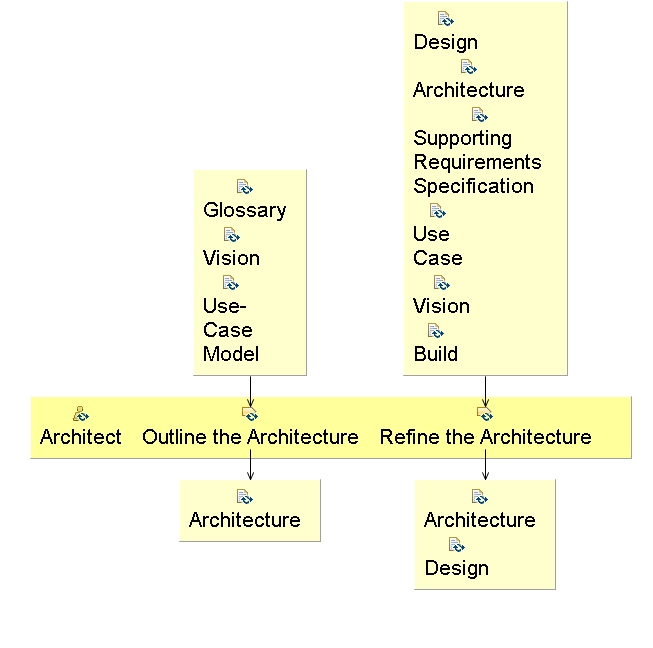 Design
Architecture
Supporting
Requirements
Specification
Use
Case
Vision
Build
Glossary
Vision
Use-
Case
Model
Architect
Outline the Architecture
Refine the Architecture
Architecture
Architecture
Design